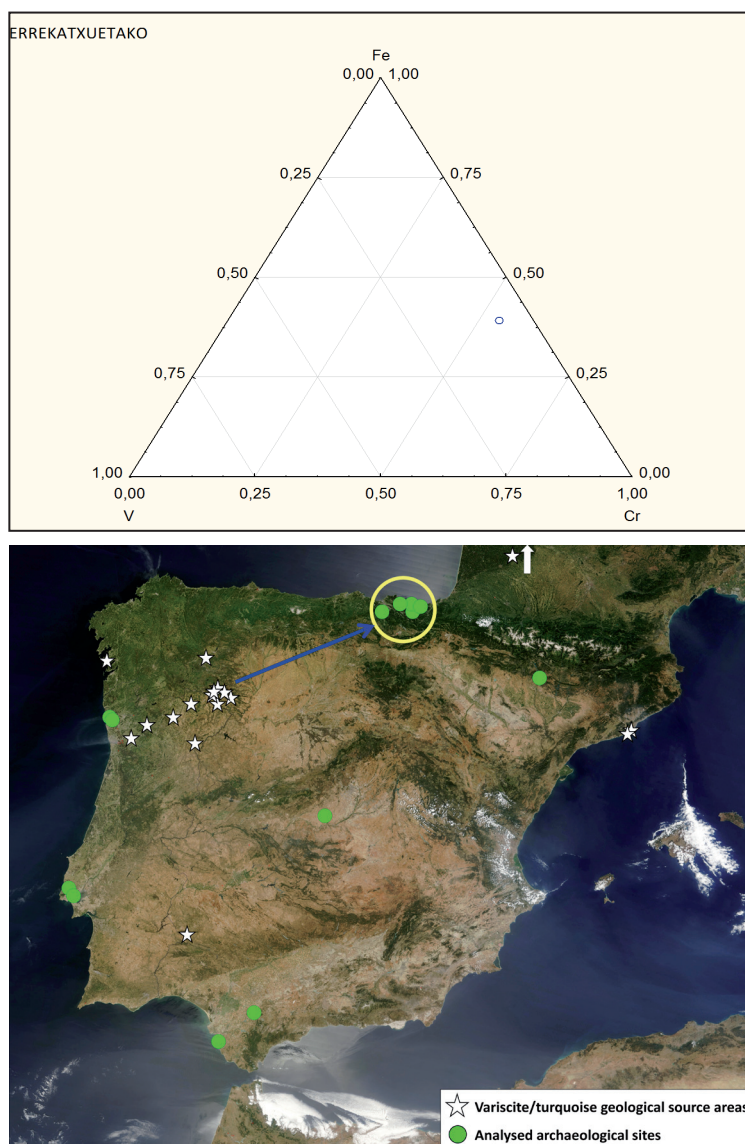 ERREKATXUETAKO
Fe
0,00 1,00
0,25 0,75
0,50 0,50
0,75 0,25
1,00 0,00
0,00 0,25 0,50 0,75 1,00
V Cr
Variscite/turquoise geological source areas
Analysed archaeological sites